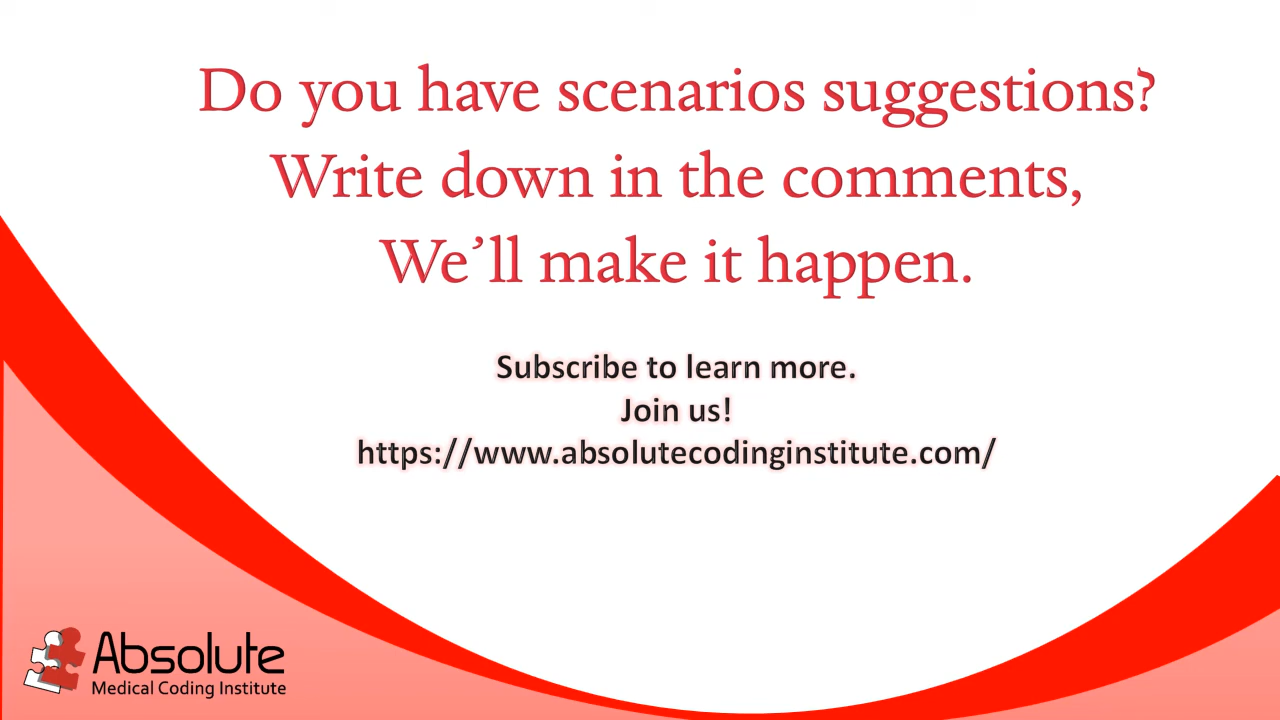 Do you have scenarios suggestions?
Write down in the comments,
We'll make it happen.
Subscribe to learn more.
Join us!
https://www.absolutecodinginstitute.com/
Absolute
Medical Coding Institute